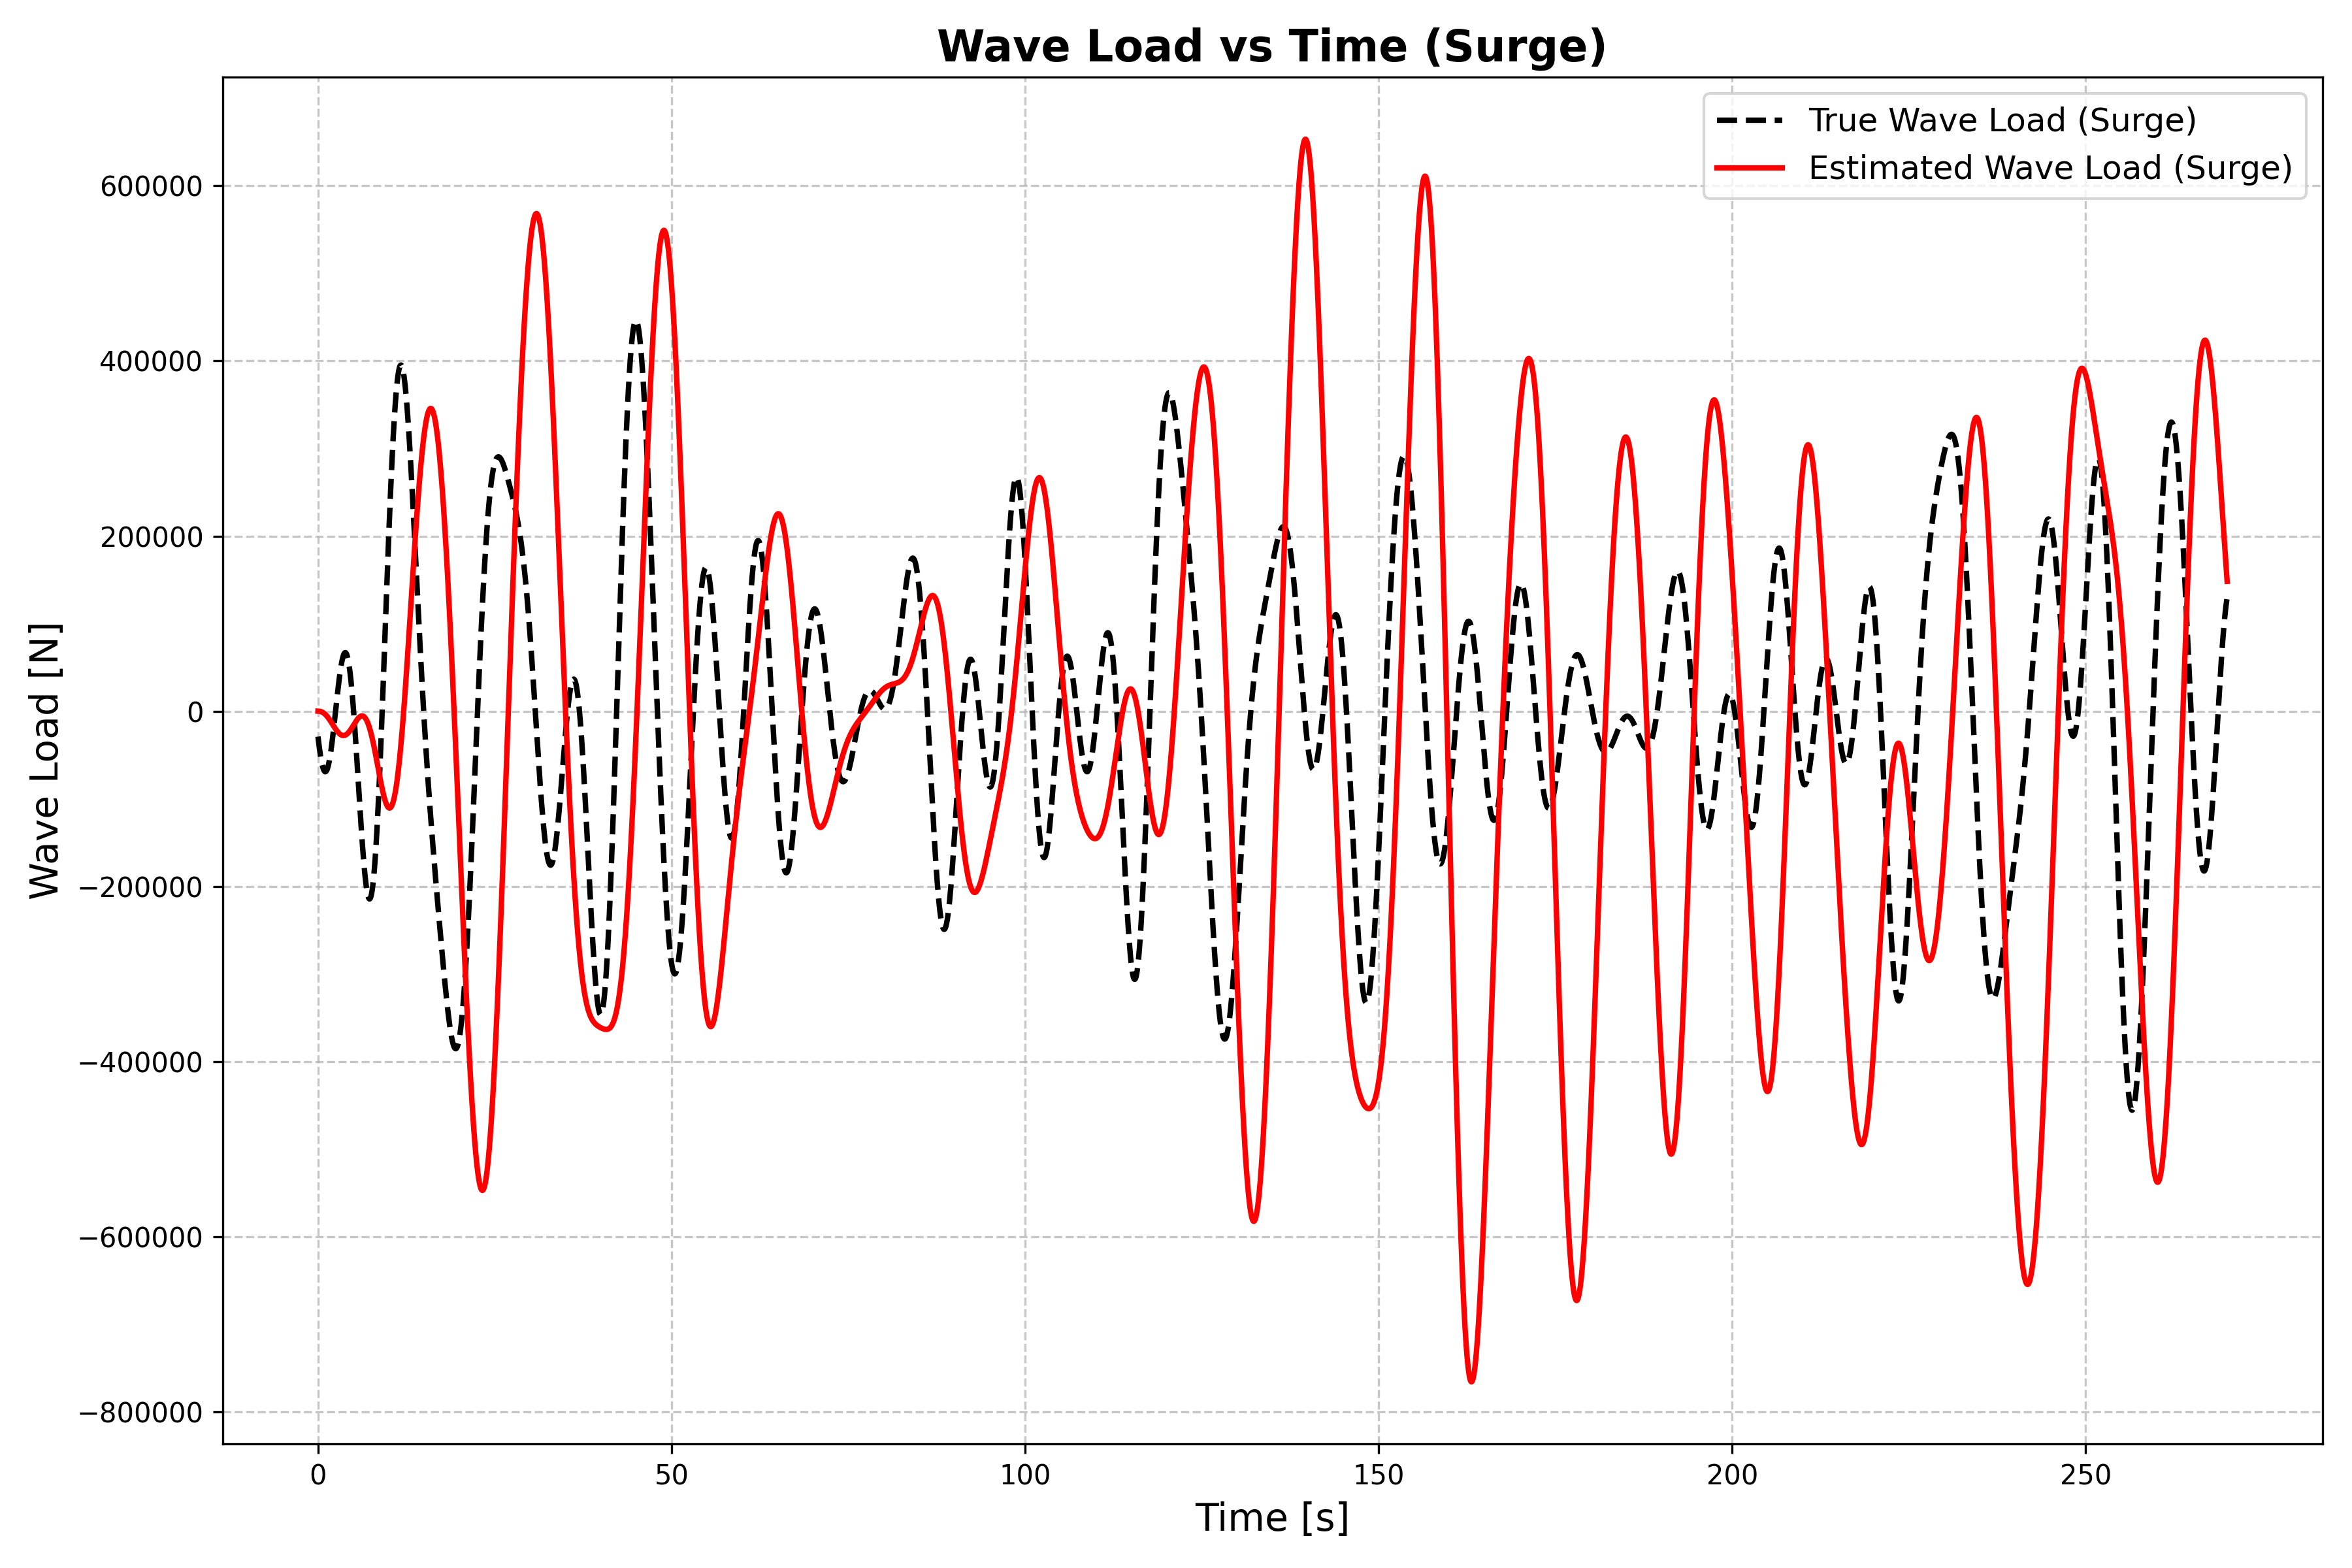 Wave Load vs Time (Surge)
True Wave Load (Surge)
Estimated Wave Load (Surge)
Wave Load [N]
600000
400000
200000
0
−200000
−400000
−600000
−800000
0 50 100 150 200 250
Time [s]